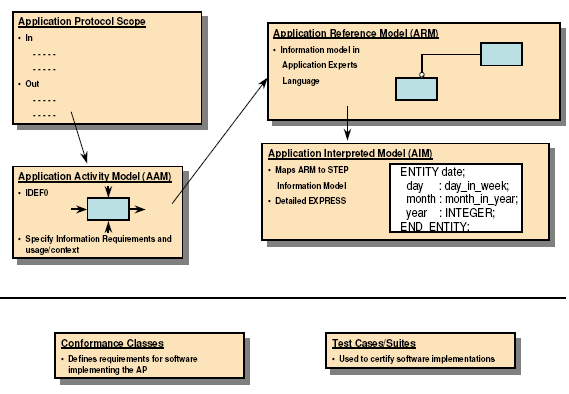 Application Protocol Scope
• In
- - - - -
- - - - -
• Out
- - - - -
- - - - -
Application Activity Model (AAM)
• IDEF0
• Specify Information Requirements and
usage/context
Application Reference Model (ARM)
• Information model in
Application Experts
Language
Application Interpreted Model (AIM)
• Maps ARM to STEP
Information Model
• Detailed EXPRESS
ENTITY date;
day : day_in_week;
month : month_in_year;
year : INTEGER;
END_ENTITY;
Conformance Classes
• Defines requirements for software
implementing the AP
Test Cases/Suites
• Used to certify software implementations